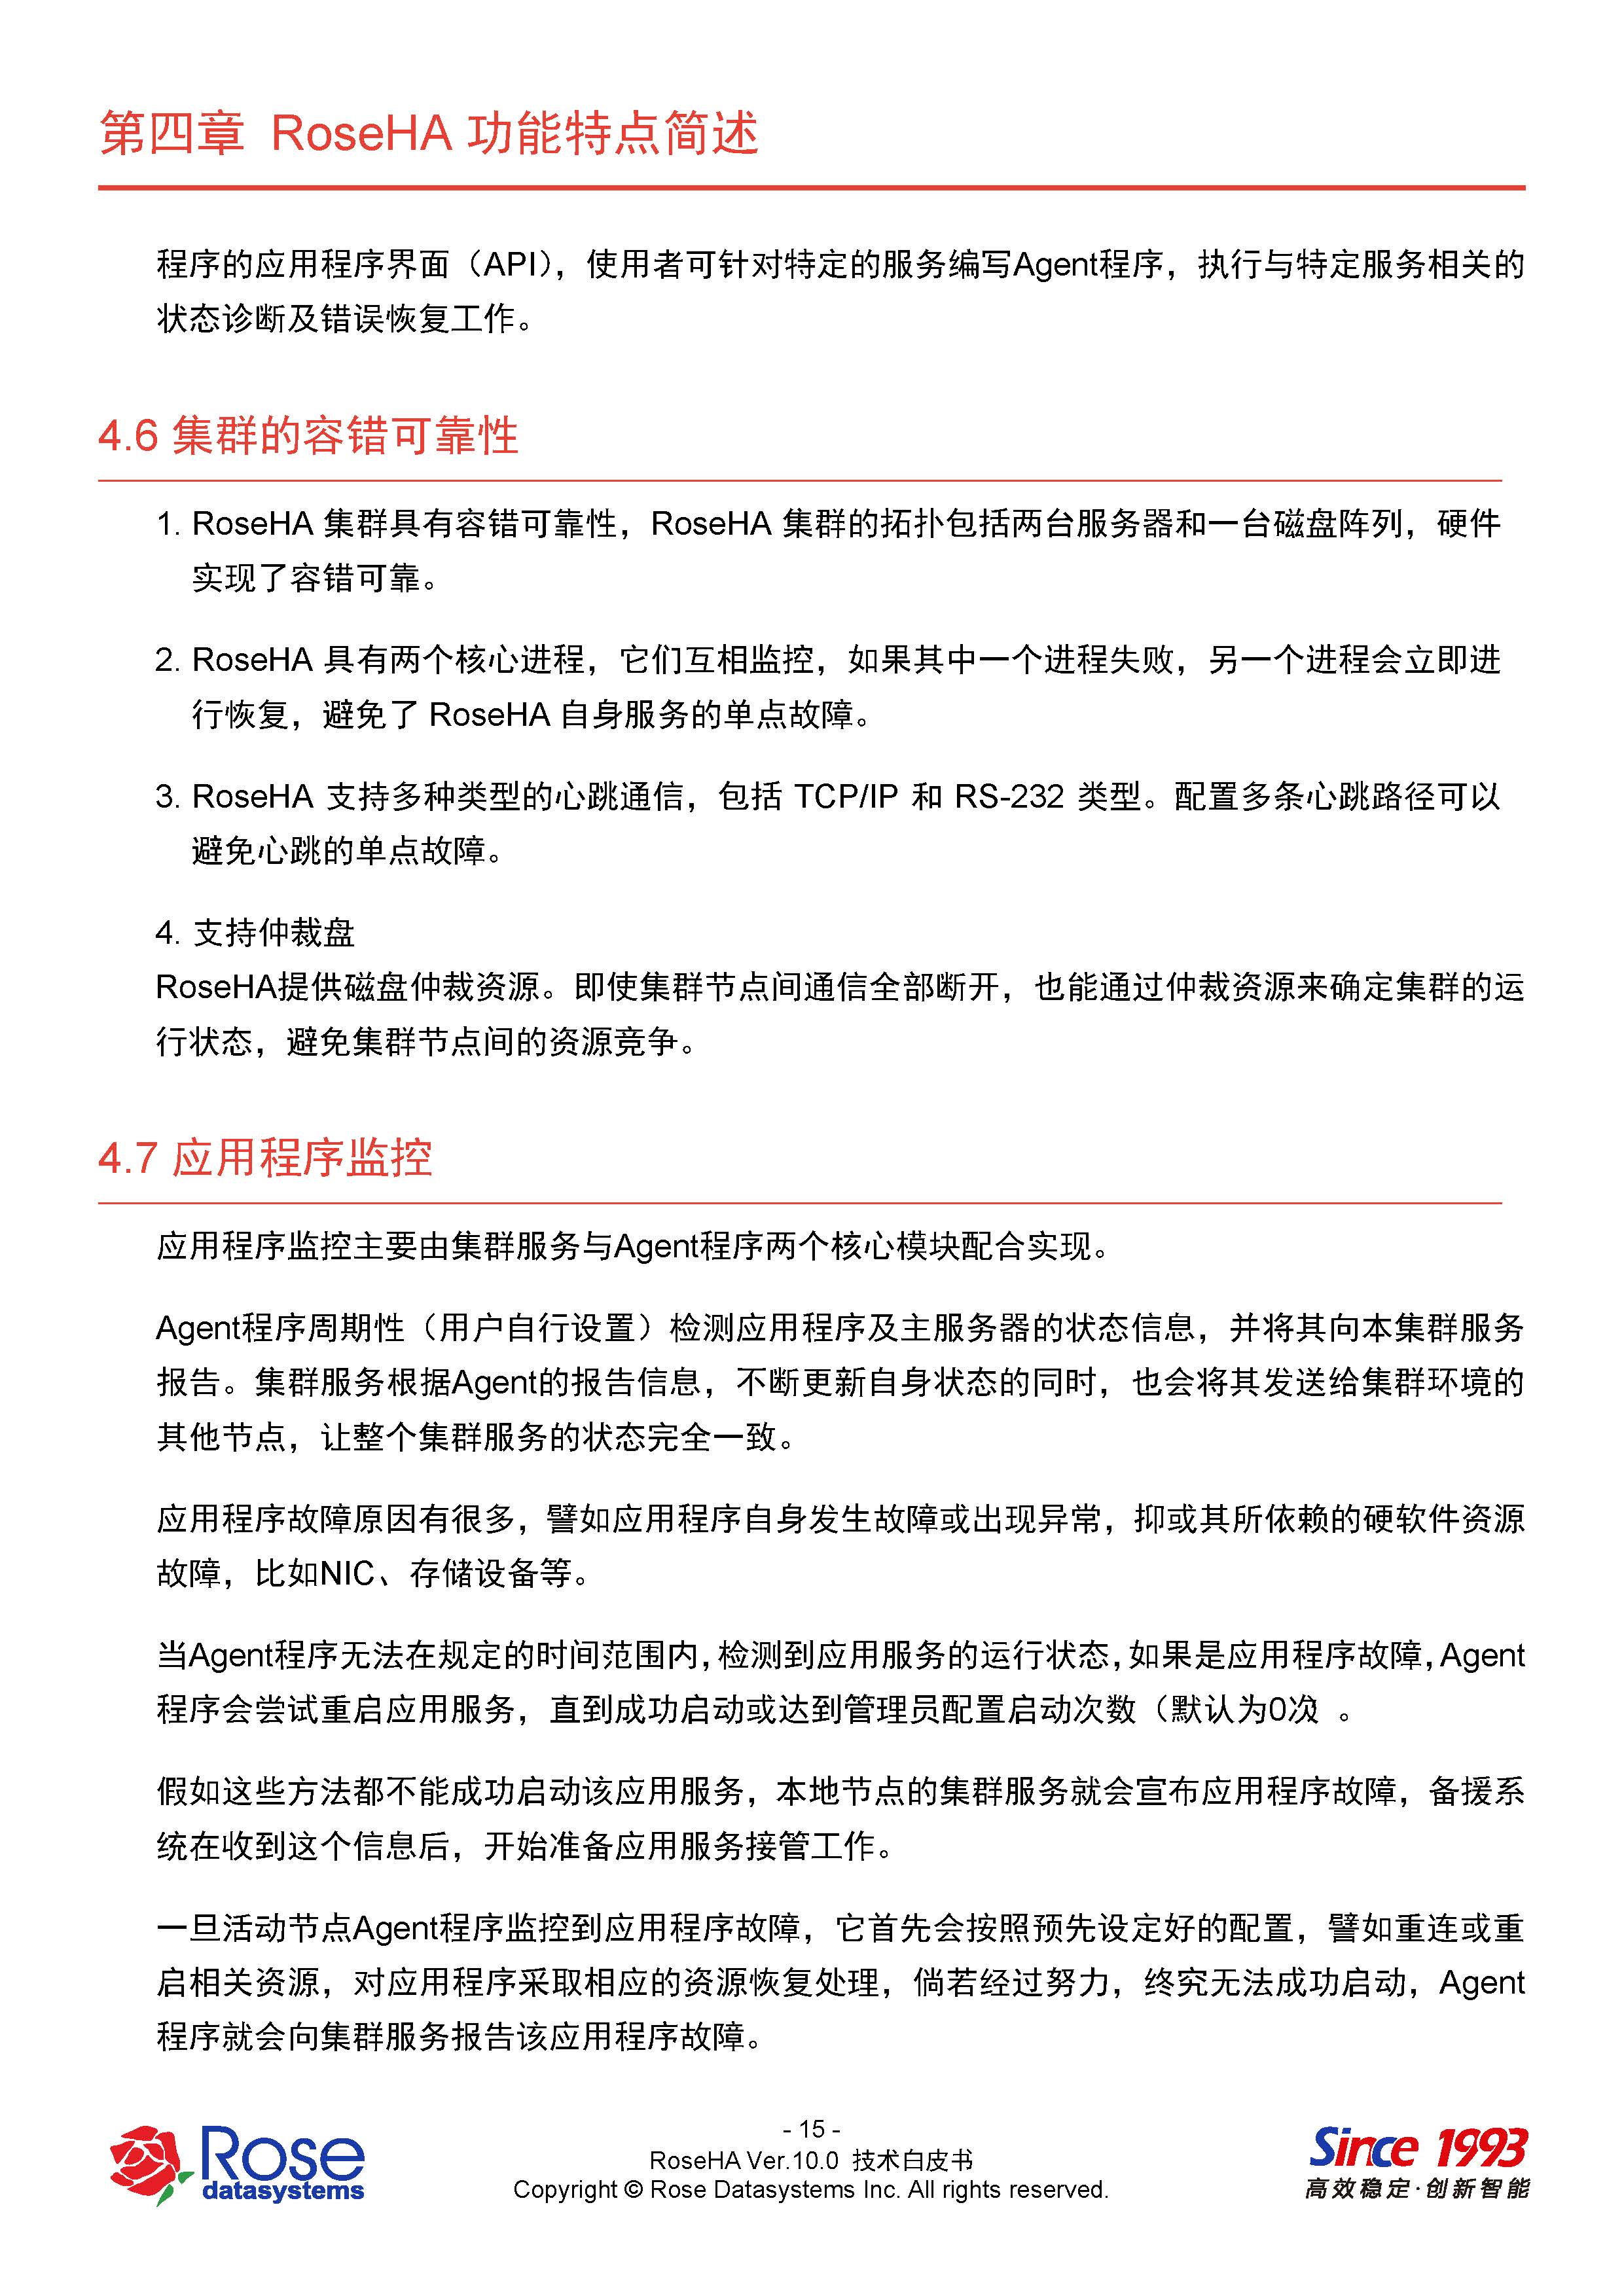 第四章 RoseHA 功能特点简述
程序的应用程序界面（API），使用者可针对特定的服务编写Agent程序，执行与特定服务相关的
状态诊断及错误恢复工作。
4.6 集群的容错可靠性
1. RoseHA 集群具有容错可靠性，RoseHA 集群的拓扑包括两台服务器和一台磁盘阵列，硬件
实现了容错可靠。
2. RoseHA 具有两个核心进程，它们互相监控，如果其中一个进程失败，另一个进程会立即进
行恢复，避免了 RoseHA 自身服务的单点故障。
3. RoseHA 支持多种类型的心跳通信，包括 TCP/IP 和 RS-232 类型。配置多条心跳路径可以
避免心跳的单点故障。
4. 支持仲裁盘
RoseHA提供磁盘仲裁资源。即使集群节点间通信全部断开，也能通过仲裁资源来确定集群的运
行状态，避免集群节点间的资源竞争。
4.7 应用程序监控
应用程序监控主要由集群服务与Agent程序两个核心模块配合实现。
Agent程序周期性（用户自行设置）检测应用程序及主服务器的状态信息，并将其向本集群服务
报告。集群服务根据Agent的报告信息，不断更新自身状态的同时，也会将其发送给集群环境的
其他节点，让整个集群服务的状态完全一致。
应用程序故障原因有很多，譬如应用程序自身发生故障或出现异常，抑或其所依赖的硬软件资源
故障，比如NIC、存储设备等。
当Agent程序无法在规定的时间范围内，检测到应用服务的运行状态，如果是应用程序故障，Agent
程序会尝试重启应用服务，直到成功启动或达到管理员配置启动次数（默认为0次）。
假如这些方法都不能成功启动该应用服务，本地节点的集群服务就会宣布应用程序故障，备援系
统在收到这个信息后，开始准备应用服务接管工作。
一旦活动节点Agent程序监控到应用程序故障，它首先会按照预先设定好的配置，譬如重连或重
启相关资源，对应用程序采取相应的资源恢复处理，倘若经过努力，终究无法成功启动，Agent
程序就会向集群服务报告该应用程序故障。
Rose
datasystems
- 15 -
RoseHA Ver.10.0 技术白皮书
Copyright © Rose Datasystems Inc. All rights reserved.
Since 1993
高效稳定·创新智能